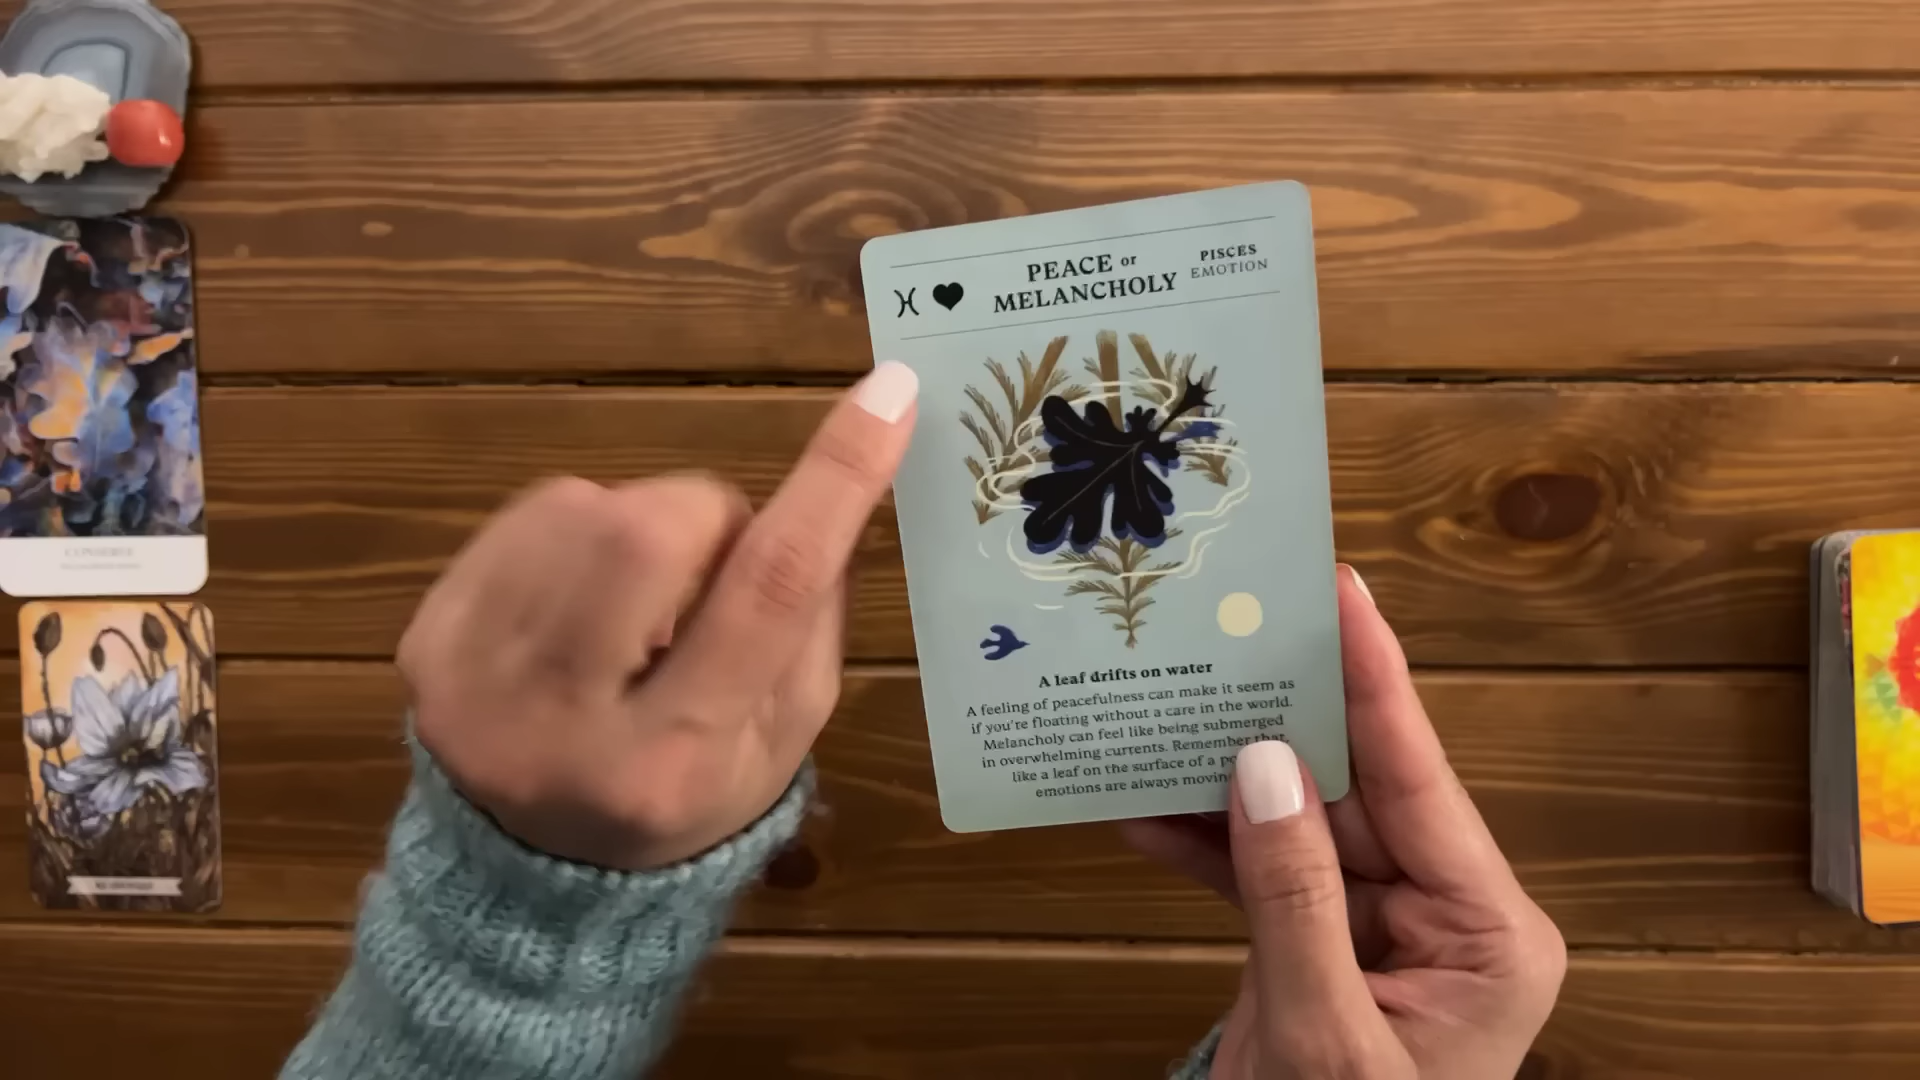 PEACE or
MELANCHOLY
PISCES
EMOTION
A leaf drifts on water
A feeling of peacefulness can make it seem as
if you're floating without a care in the world.
Melancholy can feel like being submerged
in overwhelming currents. Remember that,
like a leaf on the surface of a
emotions are always